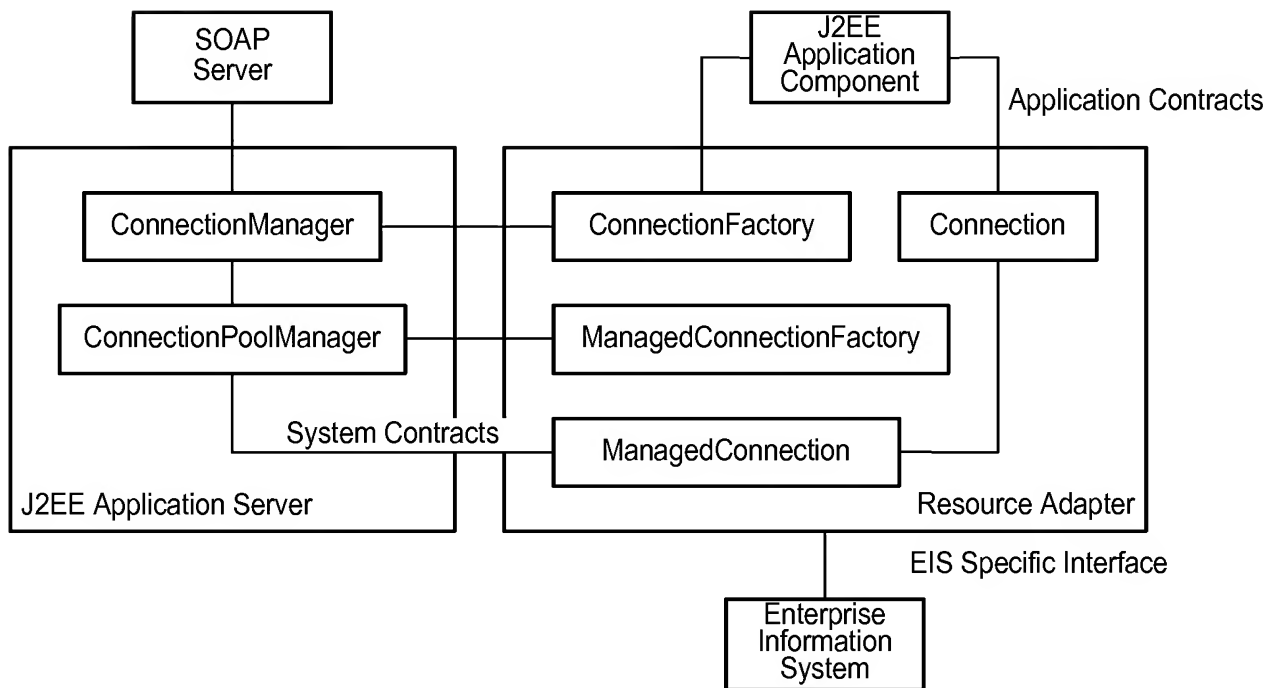 SOAP
Server
J2EE
Application
Component
Application Contracts
ConnectionManager
ConnectionFactory
Connection
ConnectionPoolManager
ManagedConnectionFactory
System Contracts
ManagedConnection
J2EE Application Server
Resource Adapter
EIS Specific Interface
Enterprise
Information
System